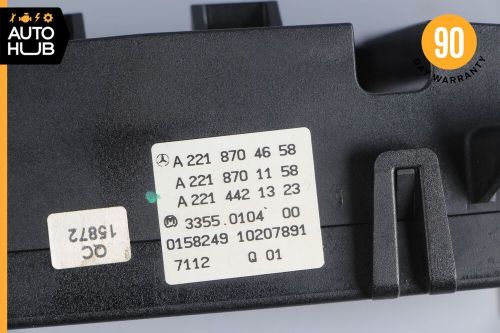 AUTO
HUB
90
DAY WARRANTY
A 221 870 46 58
A 221 870 11 58
A 221 442 13 23
3355.0104 00
0158249 10207891
7112 Q 01
QC
15872